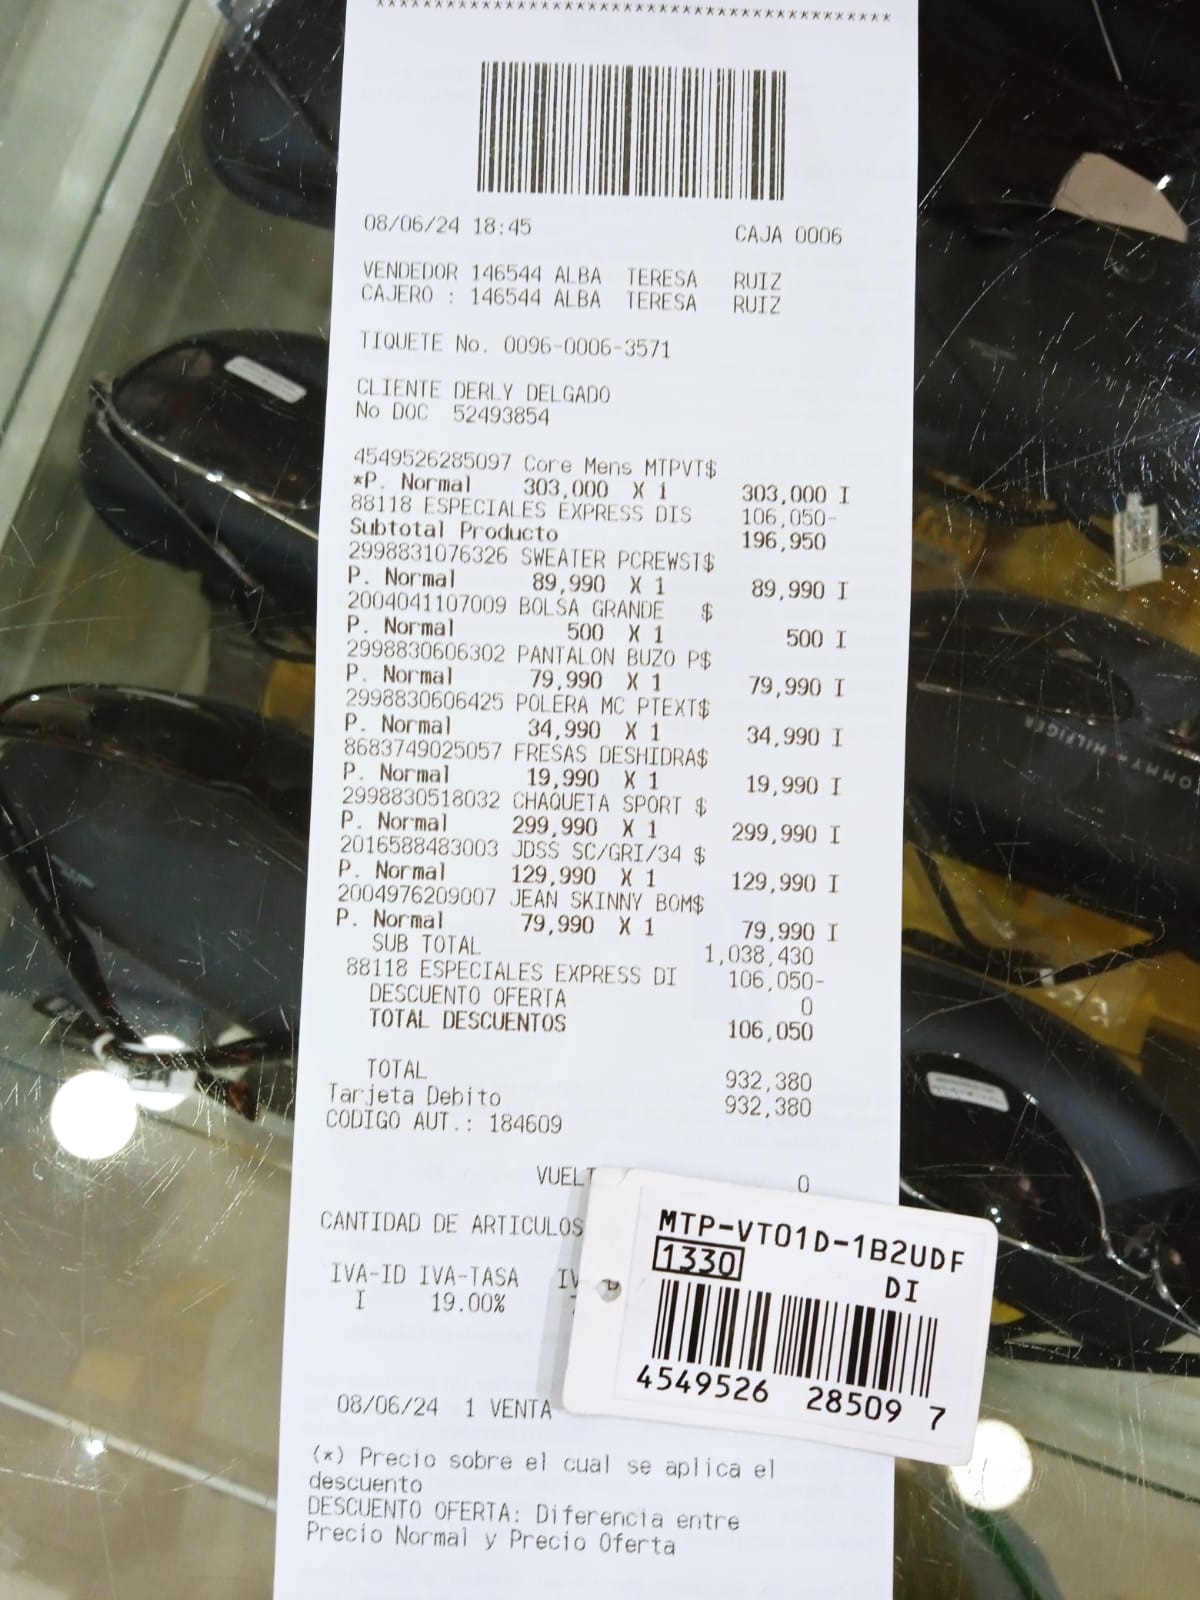 ******************************************
08/06/24 18:45 CAJA 0006
VENDEDOR 146544 ALBA TERESA RUIZ
CAJERO : 146544 ALBA TERESA RUIZ
TIQUETE No. 0096-0006-3571
CLIENTE DERLY DELGADO
No DOC 52493854
4549526285097 Core Mens MTPVT$
*P. Normal 303,000 X 1 303,000 I
88118 ESPECIALES EXPRESS DIS 106,050-
Subtotal Producto 196,950
2998831076326 SWEATER PCREWST$
P. Normal 89,990 X 1 89,990 I
2004041107009 BOLSA GRANDE $
P. Normal 500 X 1 500 I
2998830606302 PANTALON BUZO P$
P. Normal 79,990 X 1 79,990 I
2998830606425 POLERA MC PTEXT$
P. Normal 34,990 X 1 34,990 I
8683749025057 FRESAS DESHIDRA$
P. Normal 19,990 X 1 19,990 I
2998830518032 CHAQUETA SPORT $
P. Normal 299,990 X 1 299,990 I
2016588483003 JDSS SC/GRI/34 $
P. Normal 129,990 X 1 129,990 I
2004976209007 JEAN SKINNY BOM$
P. Normal 79,990 X 1 79,990 I
SUB TOTAL 1,038,430
88118 ESPECIALES EXPRESS DI 106,050-
DESCUENTO OFERTA 0
TOTAL DESCUENTOS 106,050
TOTAL 932,380
Tarjeta Debito 932,380
CODIGO AUT.: 184609
VUELT 0
CANTIDAD DE ARTICULOS
IVA-ID IVA-TASA IV
I 19.00%
08/06/24 1 VENTA
(*) Precio sobre el cual se aplica el
descuento
DESCUENTO OFERTA: Diferencia entre
Precio Normal y Precio Oferta
MTP-VT01D-1B2UDF
1330 DI
4549526 28509 7
TOMMY HILFIGER